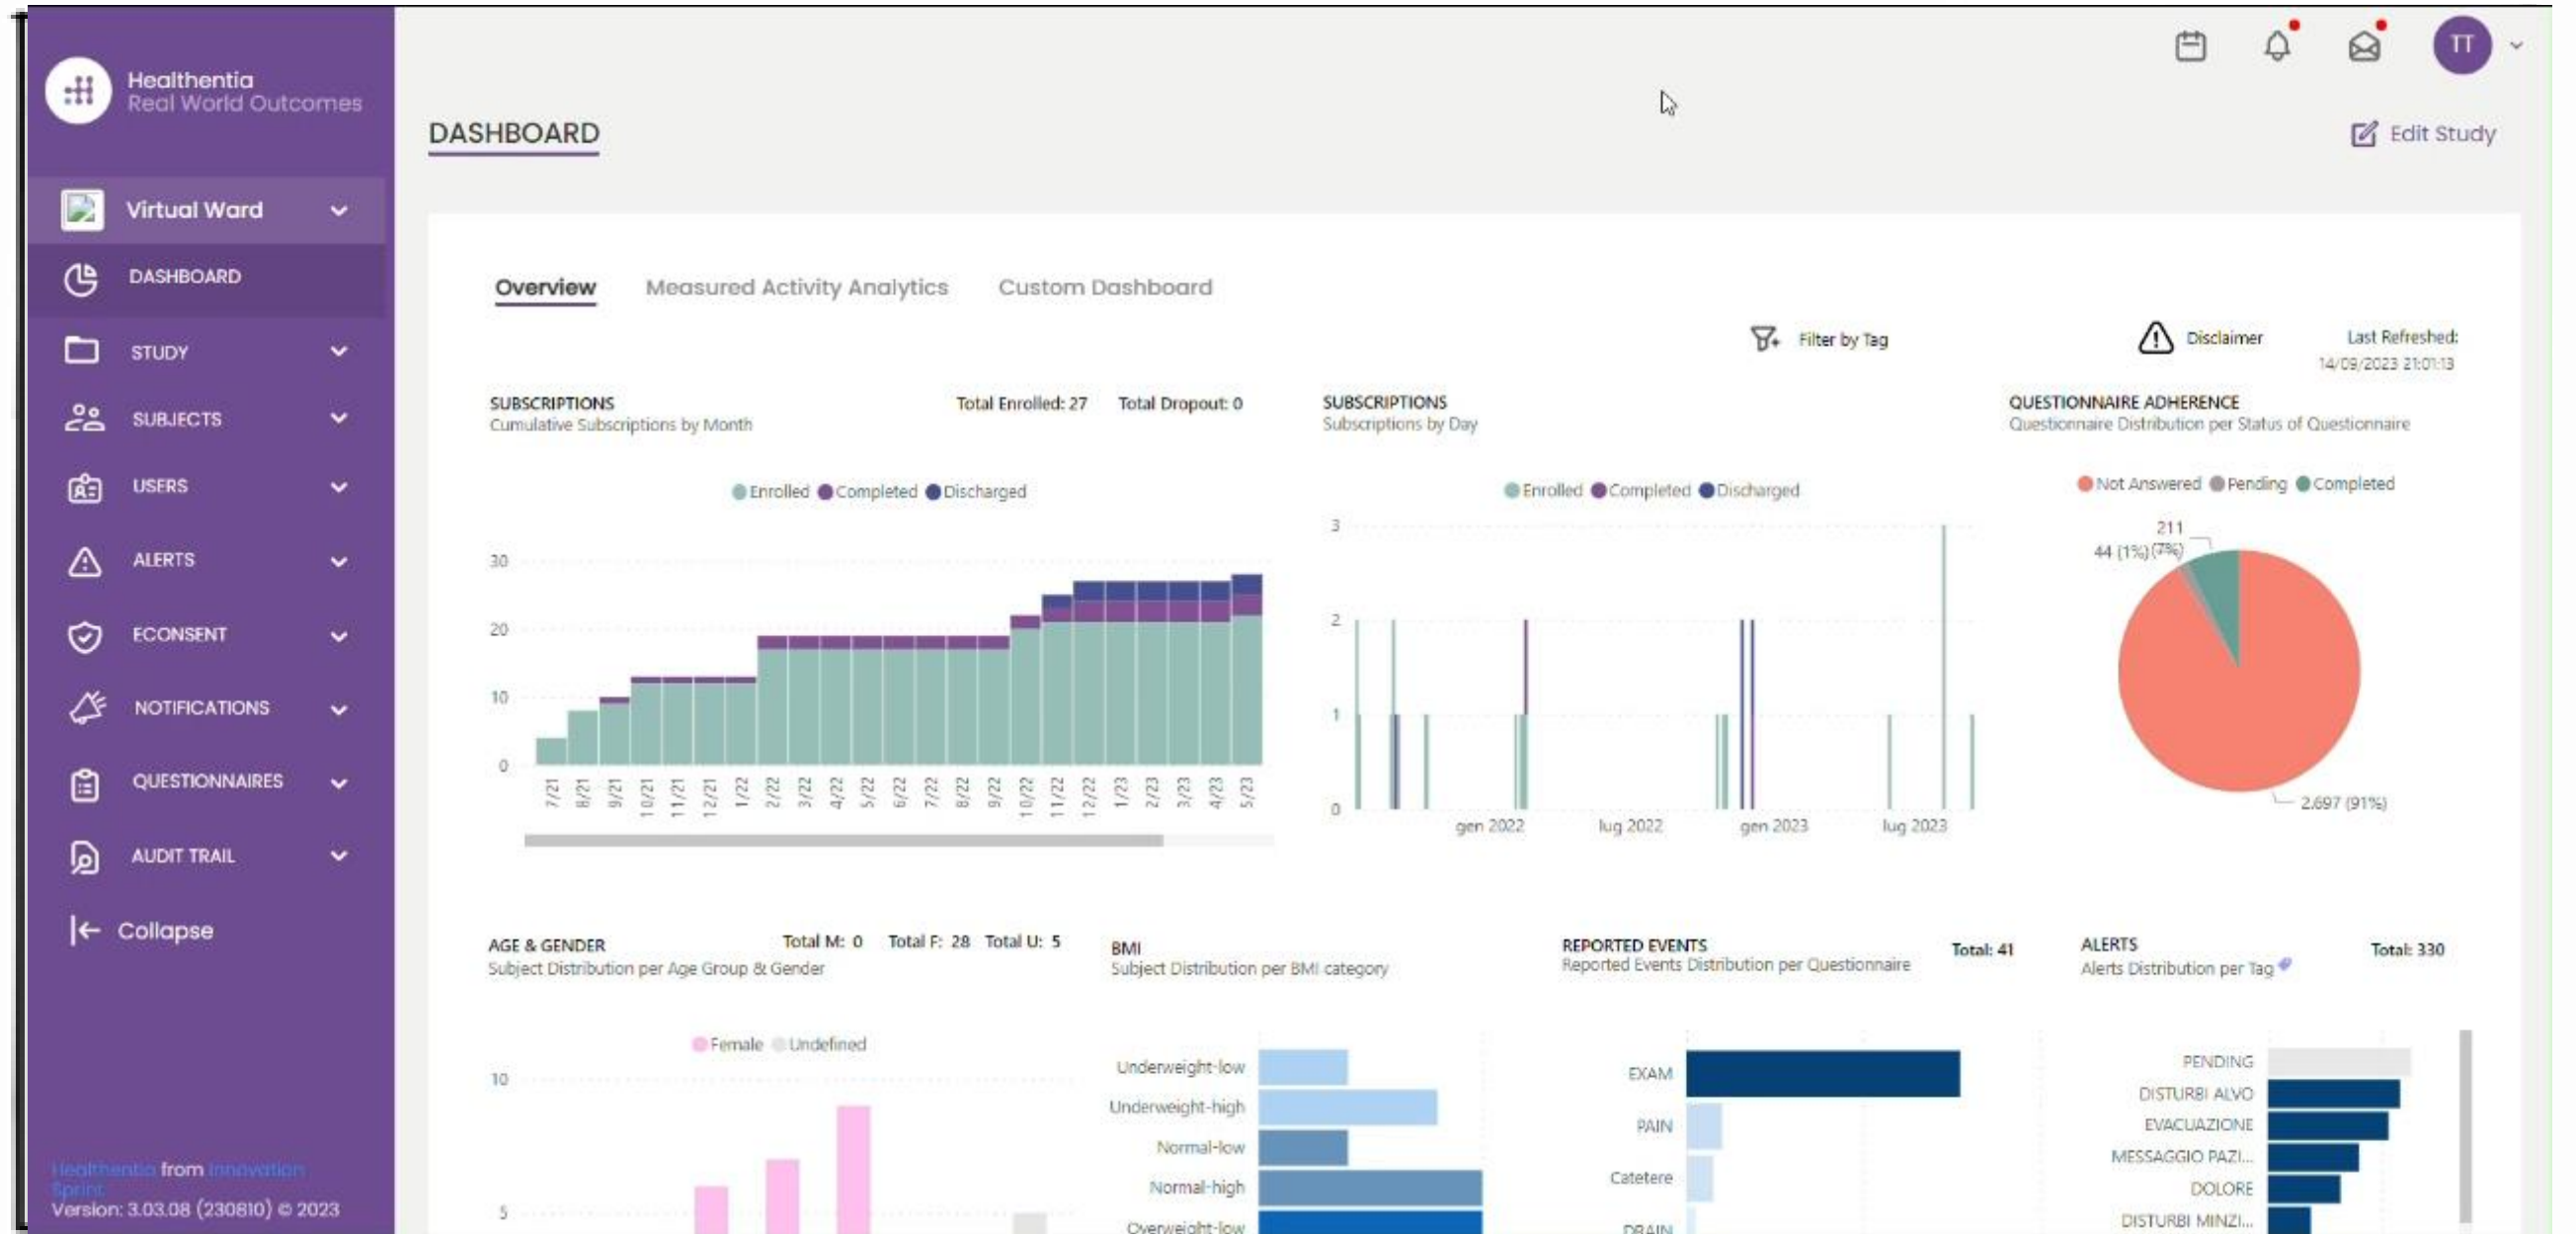 Healthentia
Real World Outcomes
Virtual Ward
DASHBOARD
STUDY
SUBJECTS
USERS
ALERTS
ECONSENT
NOTIFICATIONS
QUESTIONNAIRES
AUDIT TRAIL
Collapse
Healthentia from Innovation
Sprint
Version: 3.03.08 (230810) © 2023
TT
DASHBOARD
Edit Study
Overview Measured Activity Analytics Custom Dashboard
Filter by Tag
Disclaimer
Last Refreshed:
14/09/2023 21:01:13
SUBSCRIPTIONS
Total Enrolled: 27 Total Dropout: 0
Cumulative Subscriptions by Month
Enrolled Completed Discharged
30
20
10
0
7/21 8/21 9/21 10/21 11/21 12/21 1/22 2/22 3/22 4/22 5/22 6/22 7/22 8/22 9/22 10/22 11/22 12/22 1/23 2/23 3/23 4/23 5/23
SUBSCRIPTIONS
Subscriptions by Day
Enrolled Completed Discharged
3
2
1
0
gen 2022 lug 2022 gen 2023 lug 2023
QUESTIONNAIRE ADHERENCE
Questionnaire Distribution per Status of Questionnaire
Not Answered Pending Completed
211
44 (1%) (7%)
2.697 (91%)
AGE & GENDER
Total M: 0 Total F: 28 Total U: 5
Subject Distribution per Age Group & Gender
Female Undefined
10
5
BMI
Subject Distribution per BMI category
Underweight-low
Underweight-high
Normal-low
Normal-high
Overweight-low
REPORTED EVENTS
Total: 41
Reported Events Distribution per Questionnaire
EXAM
PAIN
Catetere
DRAIN
ALERTS
Total: 330
Alerts Distribution per Tag
PENDING
DISTURBI ALVO
EVACUAZIONE
MESSAGGIO PAZI...
DOLORE
DISTURBI MINZI...